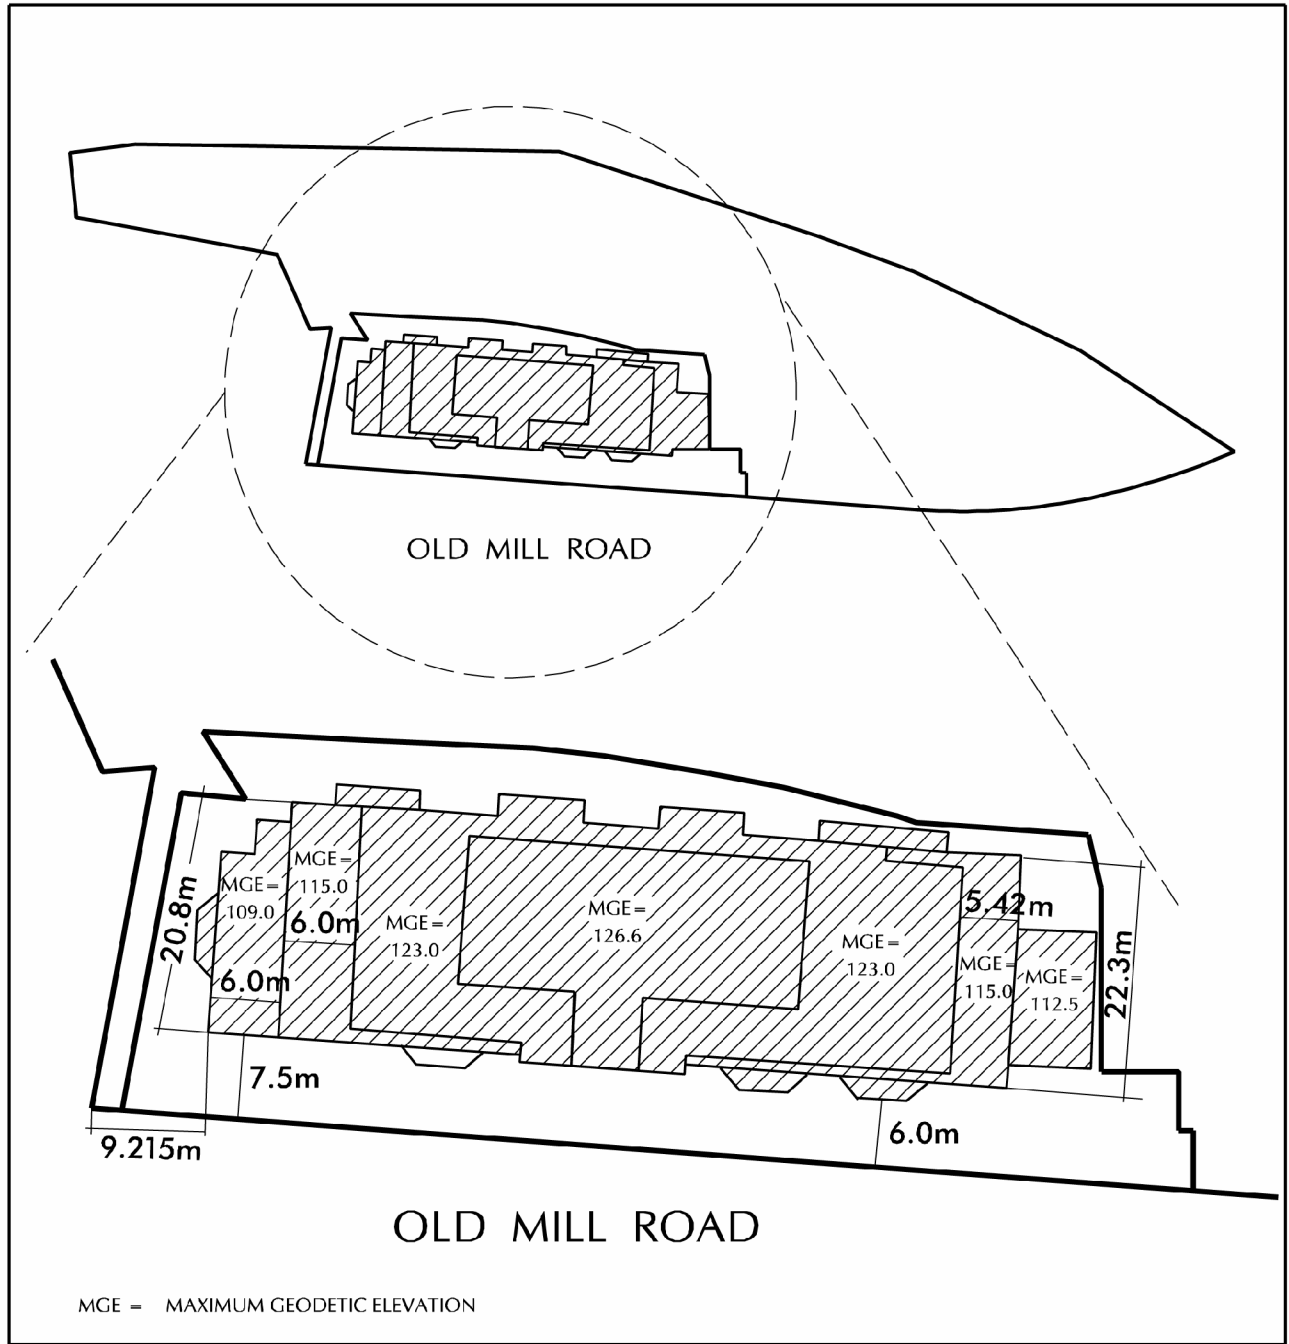 OLD MILL ROAD
MGE=
115.0
MGE=
109.0
20.8m
6.0m
6.0m
MGE=
123.0
MGE=
126.6
MGE=
123.0
5.42m
MGE=
115.0
MGE=
112.5
22.3m
7.5m
9.215m
6.0m
OLD MILL ROAD
MGE = MAXIMUM GEODETIC ELEVATION